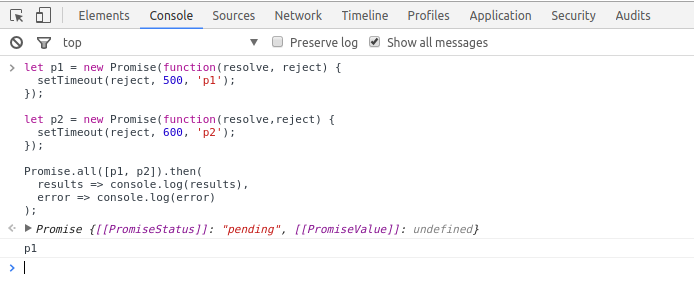 Elements Console Sources Network Timeline Profiles Application Security Audits
top Preserve log Show all messages
let p1 = new Promise(function(resolve, reject) {
  setTimeout(reject, 500, 'p1');
});

let p2 = new Promise(function(resolve,reject) {
  setTimeout(reject, 600, 'p2');
});

Promise.all([p1, p2]).then(
  results => console.log(results),
  error => console.log(error)
);
Promise {[[PromiseStatus]]: "pending", [[PromiseValue]]: undefined}
p1